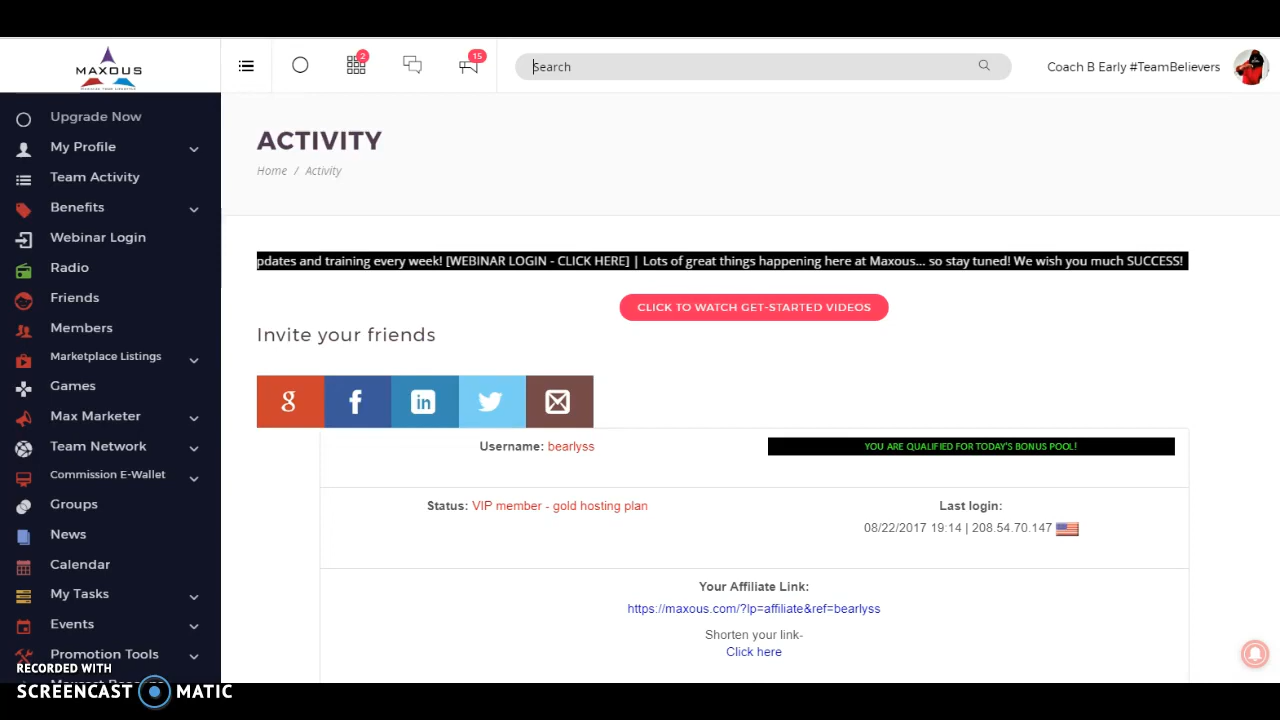 MAXOUS
2
15
Search
Coach B Early #TeamBelievers
Upgrade Now
My Profile
Team Activity
Benefits
Webinar Login
Radio
Friends
Members
Marketplace Listings
Games
Max Marketer
Team Network
Commission E-Wallet
Groups
News
Calendar
My Tasks
Events
Promotion Tools
ACTIVITY
Home / Activity
pdates and training every week! [WEBINAR LOGIN - CLICK HERE] | Lots of great things happening here at Maxous... so stay tuned! We wish you much SUCCESS!
CLICK TO WATCH GET-STARTED VIDEOS
Invite your friends
Username: bearlyss
YOU ARE QUALIFIED FOR TODAY'S BONUS POOL!
Status: VIP member - gold hosting plan
Last login:
08/22/2017 19:14 | 208.54.70.147
Your Affiliate Link:
https://maxous.com/?lp=affiliate&ref=bearlyss
Shorten your link-
Click here
RECORDED WITH
SCREENCAST MATIC